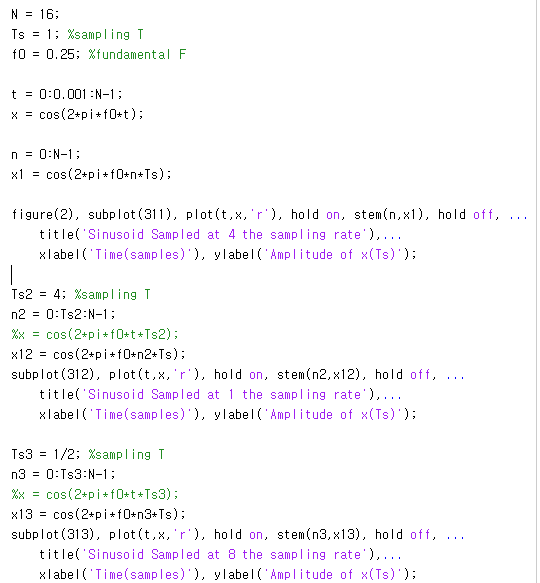 N = 16;
Ts = 1; %sampling T
f0 = 0.25; %fundamental F
t = 0:0.001:N-1;
x = cos(2*pi*f0*t);
n = 0:N-1;
x1 = cos(2*pi*f0*n*Ts);
figure(2), subplot(311), plot(t,x,'r'), hold on, stem(n,x1), hold off, ...
title('Sinusoid Sampled at 4 the sampling rate'),...
xlabel('Time(samples)'), ylabel('Amplitude of x(Ts)');
Ts2 = 4; %sampling T
n2 = 0:Ts2:N-1;
%x = cos(2*pi*f0*t*Ts2);
x12 = cos(2*pi*f0*n2*Ts);
subplot(312), plot(t,x,'r'), hold on, stem(n2,x12), hold off, ...
title('Sinusoid Sampled at 1 the sampling rate'),...
xlabel('Time(samples)'), ylabel('Amplitude of x(Ts)');
Ts3 = 1/2; %sampling T
n3 = 0:Ts3:N-1;
%x = cos(2*pi*f0*t*Ts3);
x13 = cos(2*pi*f0*n3*Ts);
subplot(313), plot(t,x,'r'), hold on, stem(n3,x13), hold off, ...
title('Sinusoid Sampled at 8 the sampling rate'),...
xlabel('Time(samples)'), ylabel('Amplitude of x(Ts)');